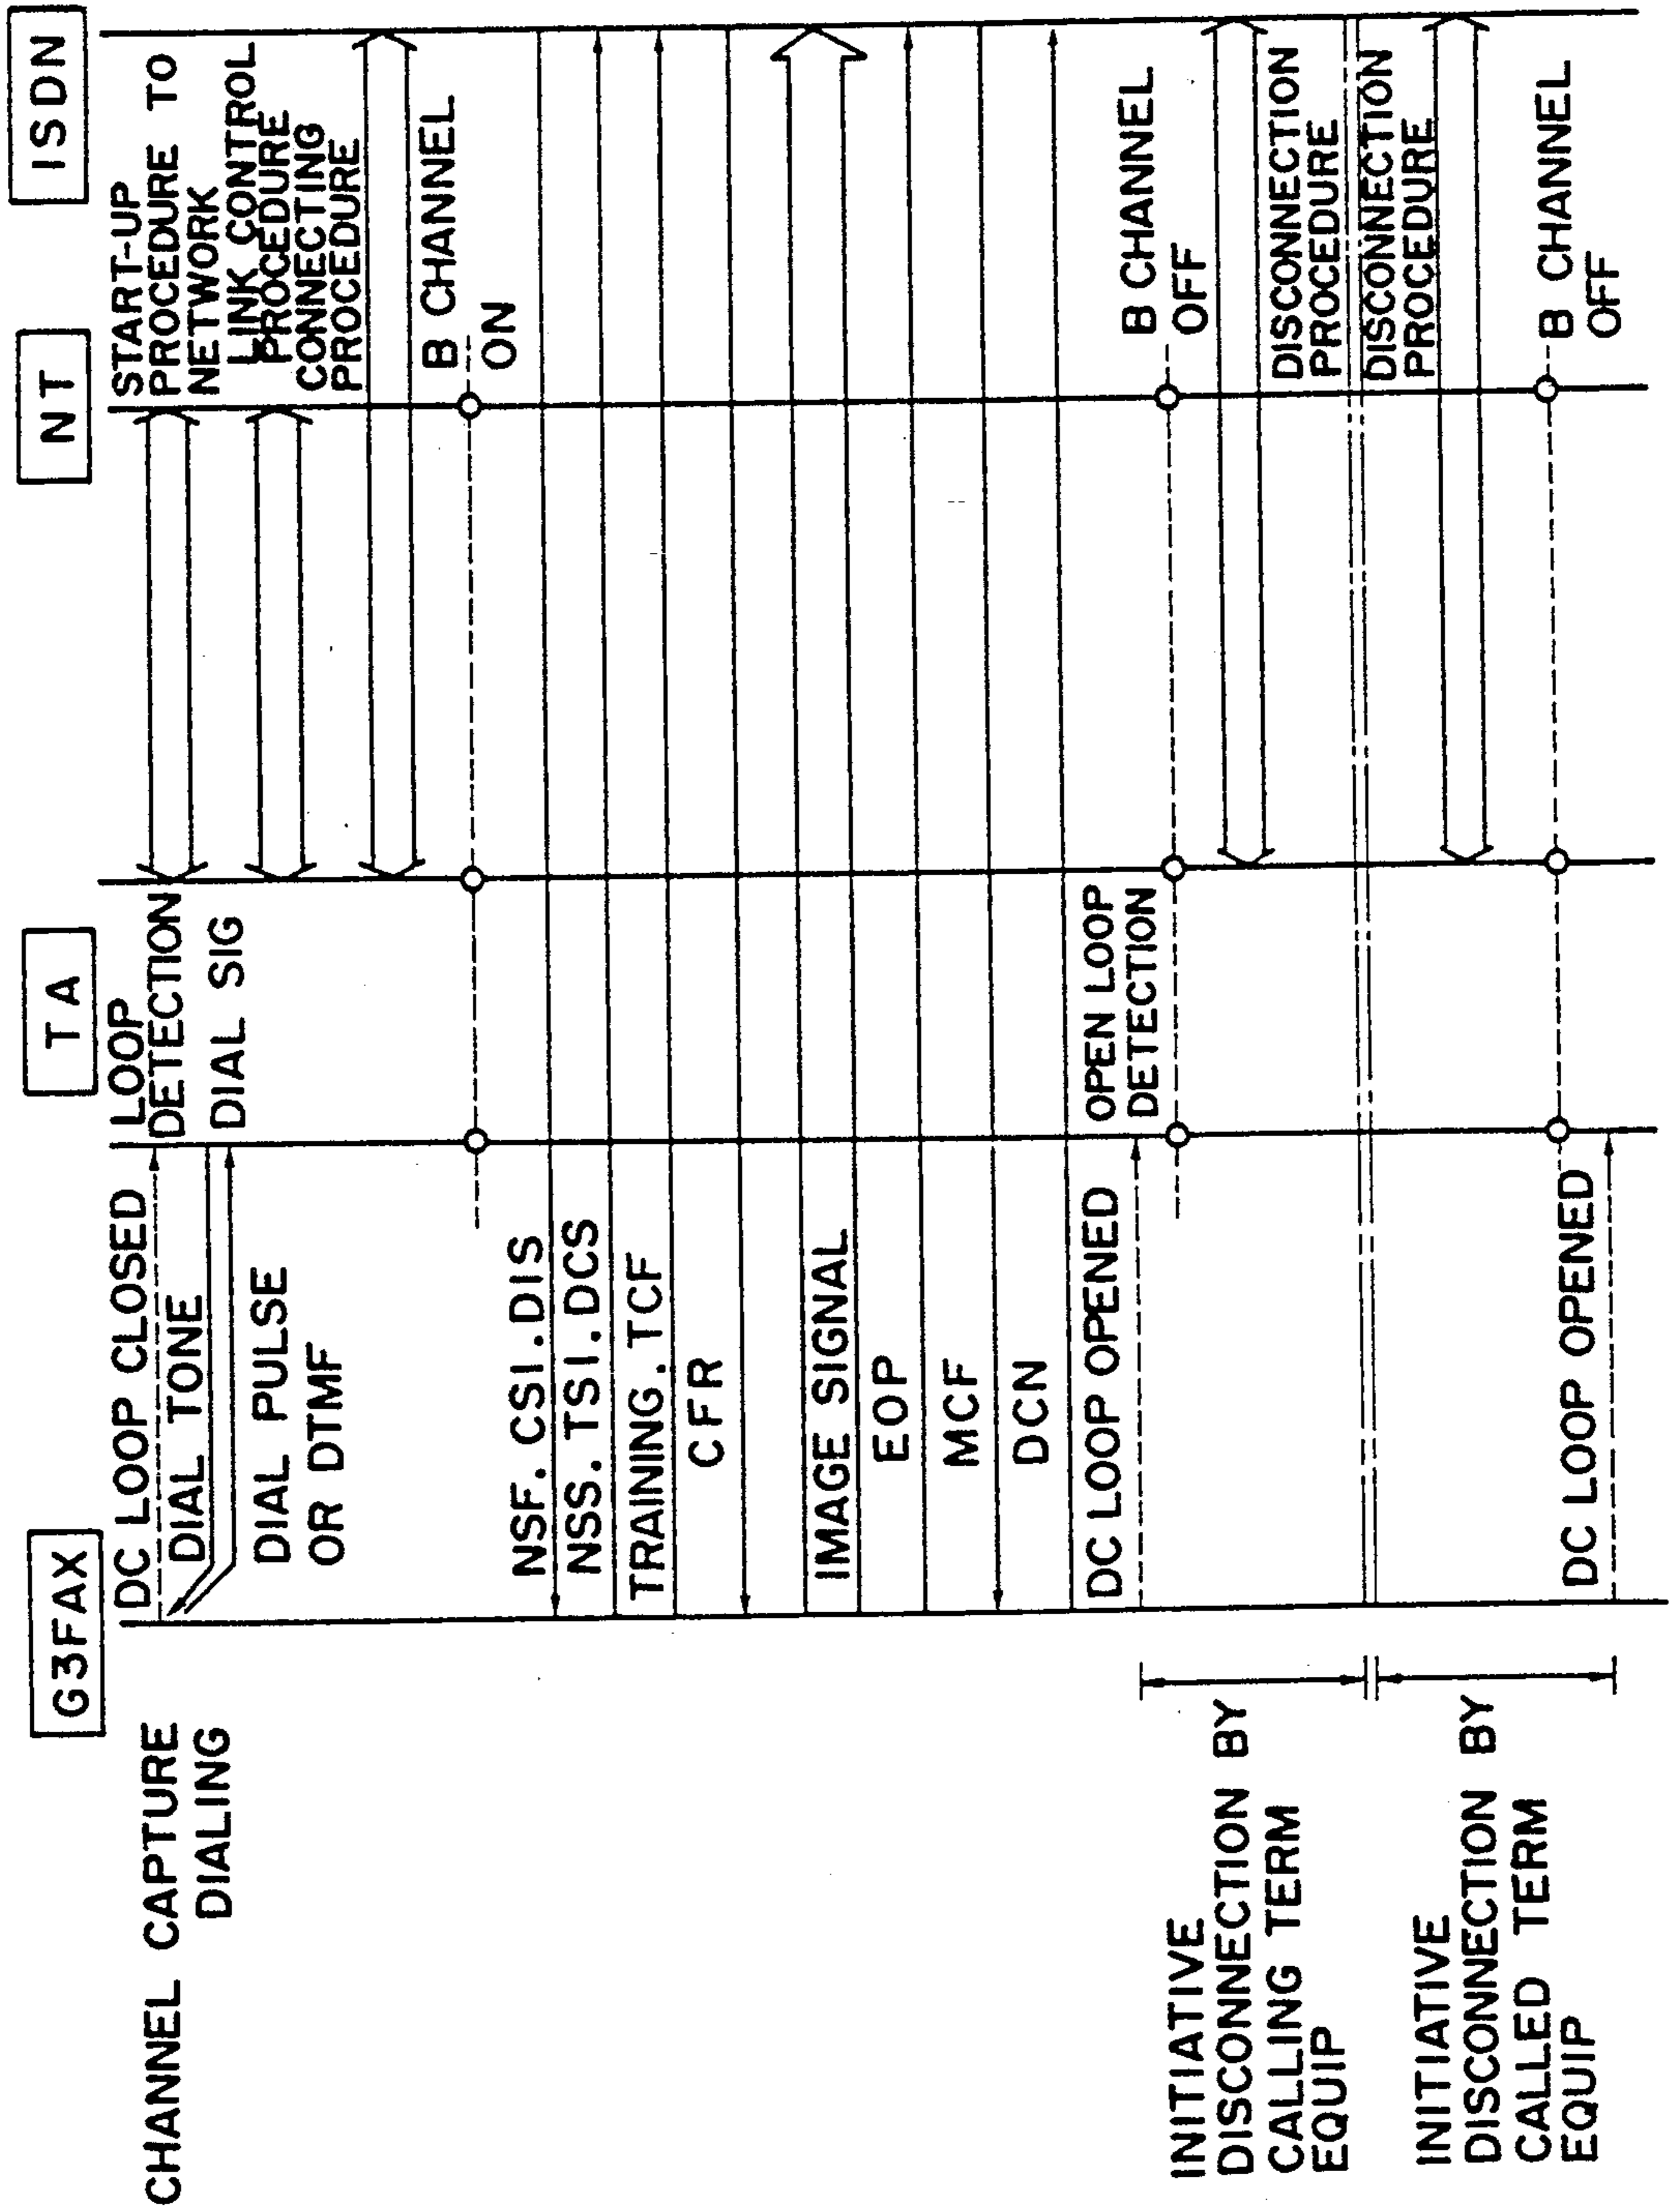 G3FAX
TA
NT
ISDN
CHANNEL CAPTURE
DIALING
DC LOOP CLOSED
DIAL TONE
DIAL PULSE
OR DTMF
LOOP
DETECTION
DIAL SIG
START-UP
PROCEDURE TO
NETWORK
LINK CONTROL
PROCEDURE
CONNECTING
PROCEDURE
B CHANNEL
ON
NSF. CSI. DIS
NSS. TSI. DCS
TRAINING. TCF
CFR
IMAGE SIGNAL
EOP
MCF
DCN
DC LOOP OPENED
OPEN LOOP
DETECTION
B CHANNEL
OFF
INITIATIVE
DISCONNECTION BY
CALLING TERM
EQUIP
DISCONNECTION
PROCEDURE
DISCONNECTION
PROCEDURE
INITIATIVE
DISCONNECTION BY
CALLED TERM
EQUIP
DC LOOP OPENED
B CHANNEL
OFF